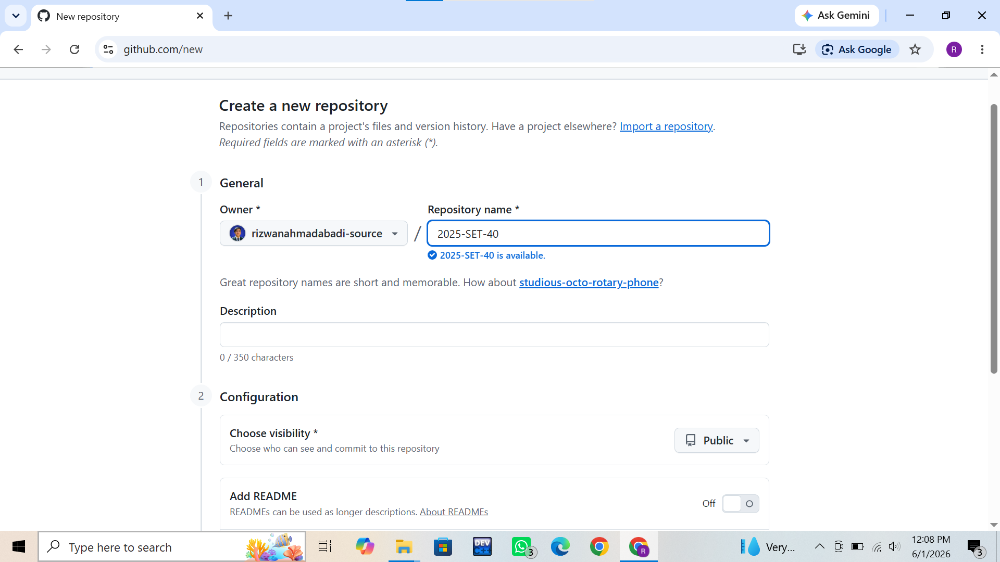 New repository
Ask Gemini
github.com/new
Ask Google
R
Create a new repository
Repositories contain a project's files and version history. Have a project elsewhere? Import a repository.
Required fields are marked with an asterisk (*).
1
General
Owner *
Repository name *
rizwanahmadabadi-source
/
2025-SET-40
2025-SET-40 is available.
Great repository names are short and memorable. How about studious-octo-rotary-phone?
Description
0 / 350 characters
2
Configuration
Choose visibility *
Choose who can see and commit to this repository
Public
Add README
READMEs can be used as longer descriptions. About READMEs
Off
Type here to search
DEV
C++
3
R
Very...
12:08 PM
6/1/2026
3